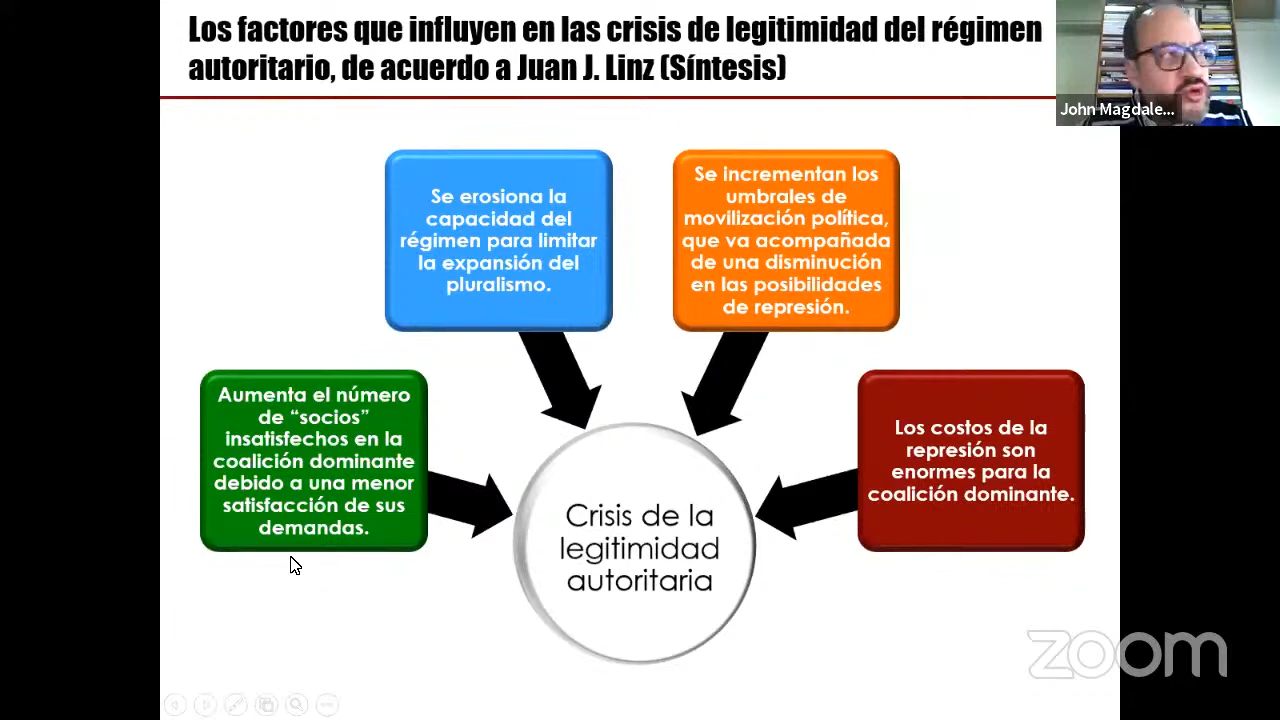 Los factores que influyen en las crisis de legitimidad del régimen
autoritario, de acuerdo a Juan J. Linz (Síntesis)
John Magdale...
Se erosiona la
capacidad del
régimen para limitar
la expansión del
pluralismo.
Se incrementan los
umbrales de
movilización política,
que va acompañada
de una disminución
en las posibilidades
de represión.
Aumenta el número
de “socios”
insatisfechos en la
coalición dominante
debido a una menor
satisfacción de sus
demandas.
Los costos de la
represión son
enormes para la
coalición dominante.
Crisis de la
legitimidad
autoritaria
zoom